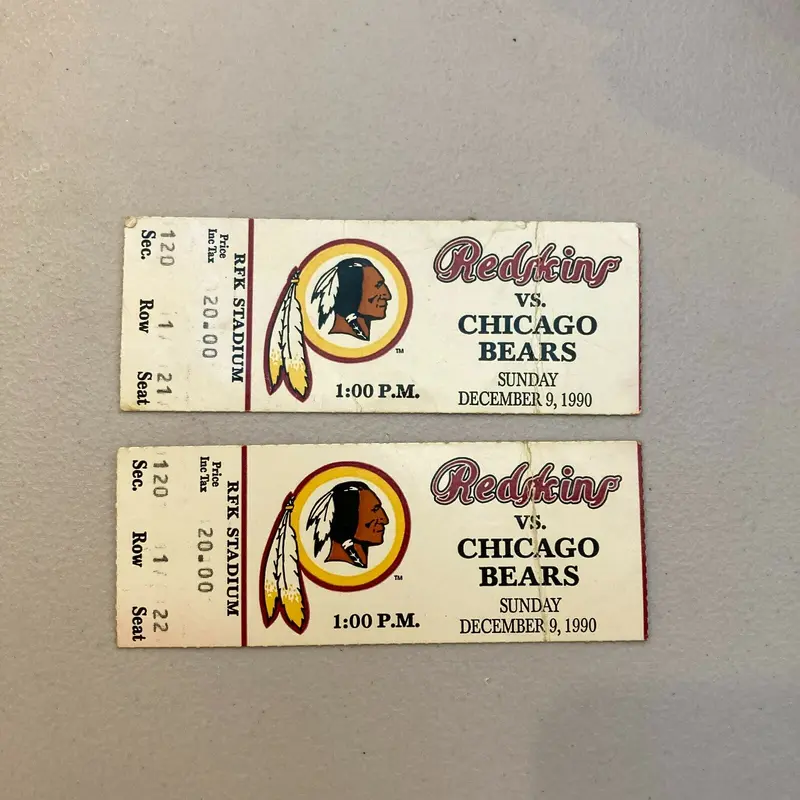 120 1/ 21
Sec. Row Seat
RFK STADIUM
Price
Inc Tax
20.00
Redskins
VS.
CHICAGO
BEARS
SUNDAY
DECEMBER 9, 1990
1:00 P.M.
TM
120 1/ 22
Sec. Row Seat
RFK STADIUM
Price
Inc Tax
20.00
Redskins
VS.
CHICAGO
BEARS
SUNDAY
DECEMBER 9, 1990
1:00 P.M.
TM